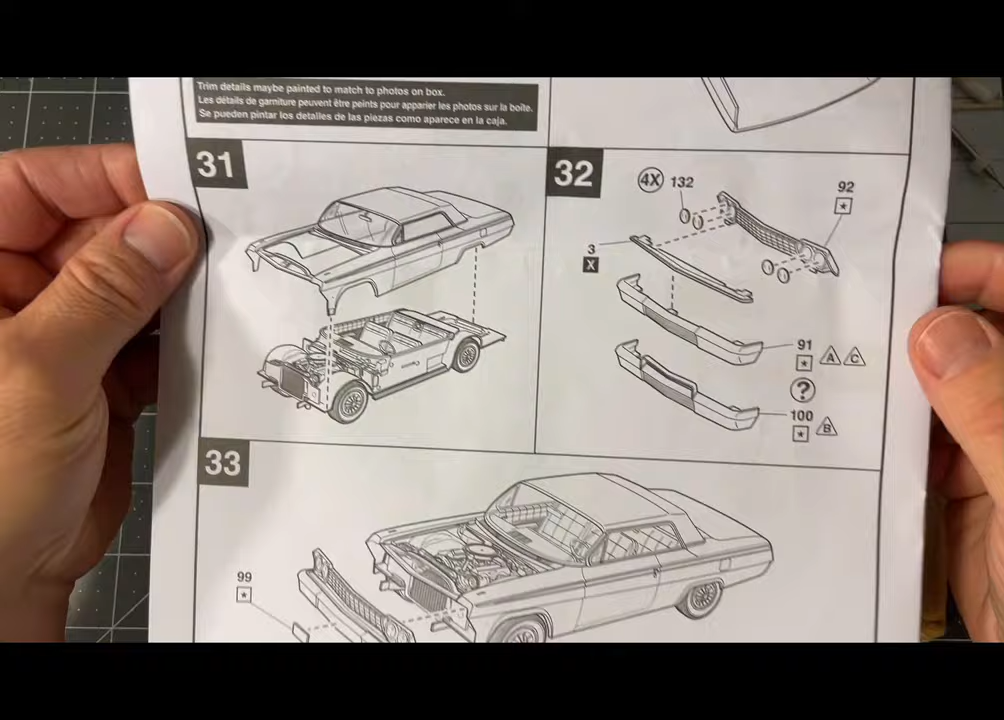 Trim details maybe painted to match to photos on box.
Les détails de garniture peuvent être peints pour apparier les photos sur la boîte.
Se pueden pintar los detalles de las piezas como aparece en la caja.
31
32
4X 132
92
★
3
X
91
★ A C
?
100
★ B
33
99
★